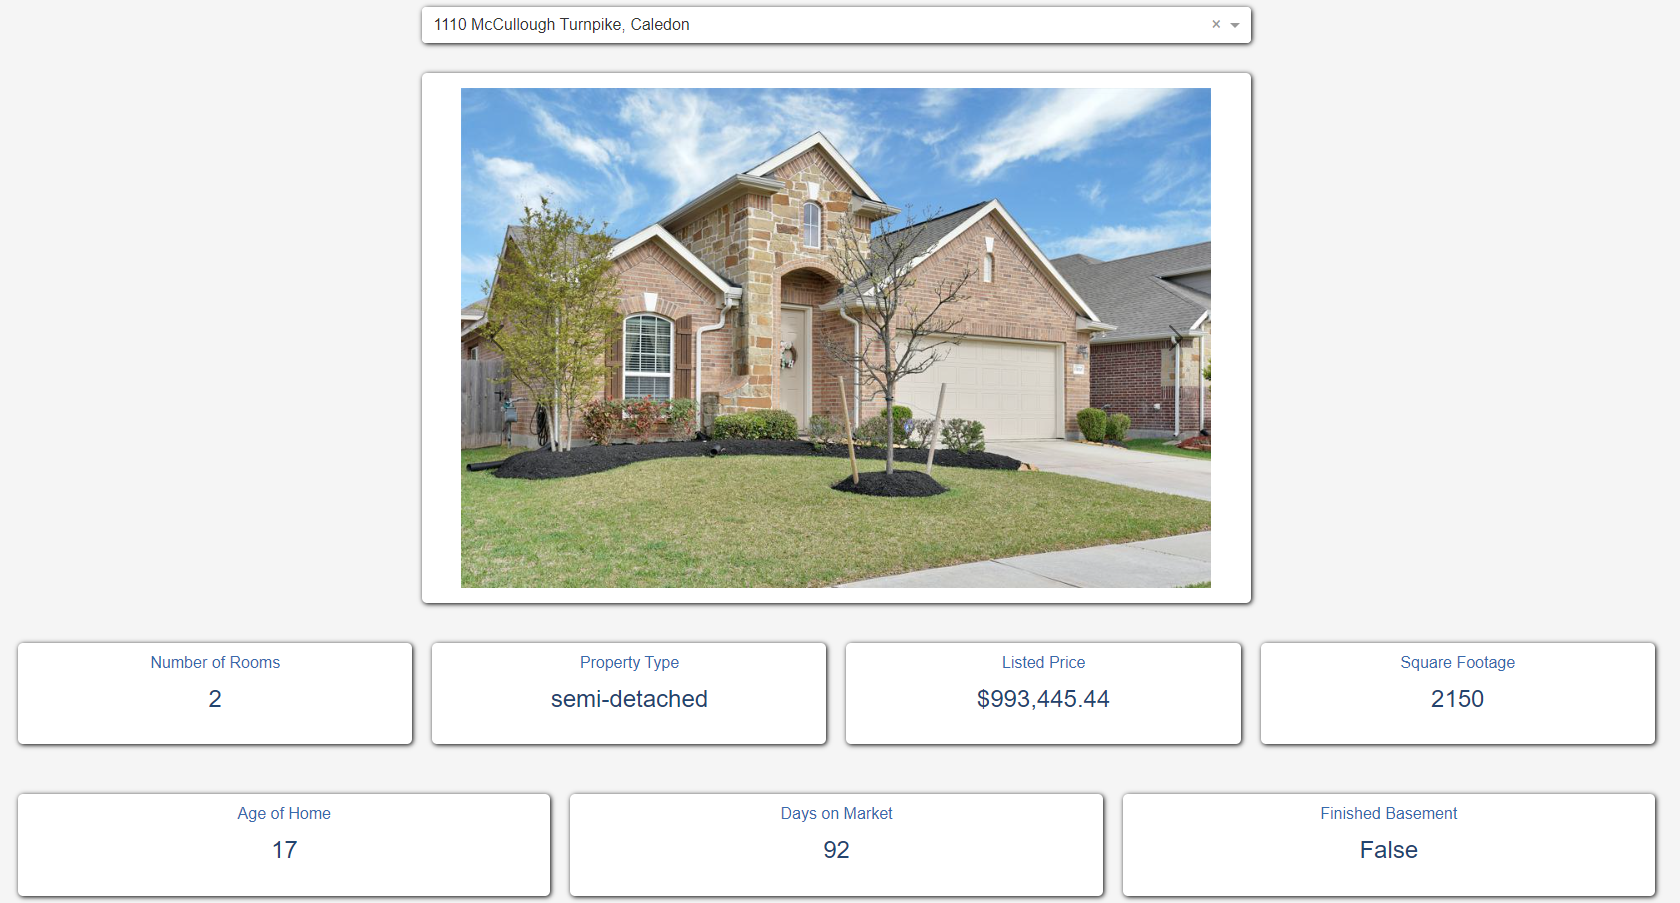 1110 McCullough Turnpike, Caledon
Number of Rooms
2
Property Type
semi-detached
Listed Price
$993,445.44
Square Footage
2150
Age of Home
17
Days on Market
92
Finished Basement
False